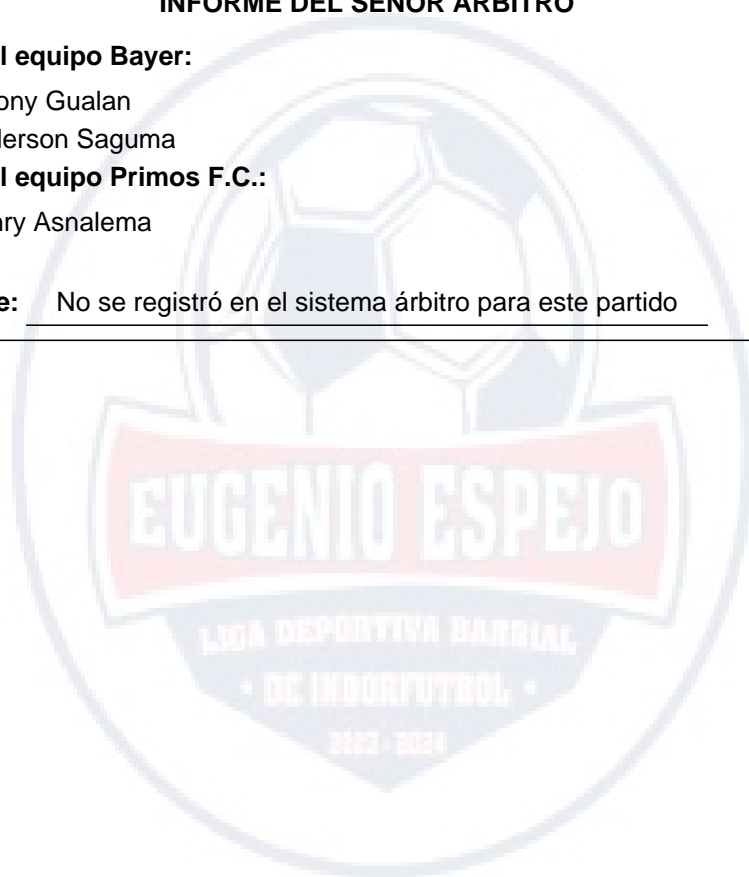 INFORME DEL SEÑOR ÁRBITRO
l equipo Bayer:
ony Gualan
lerson Saguma
l equipo Primos F.C.:
nry Asnalema
e: No se registró en el sistema árbitro para este partido
EUGENIO ESPEJO
LIGA DEPORTIVA BARRIAL
• DE INDORFUTBOL •
2023 - 2024